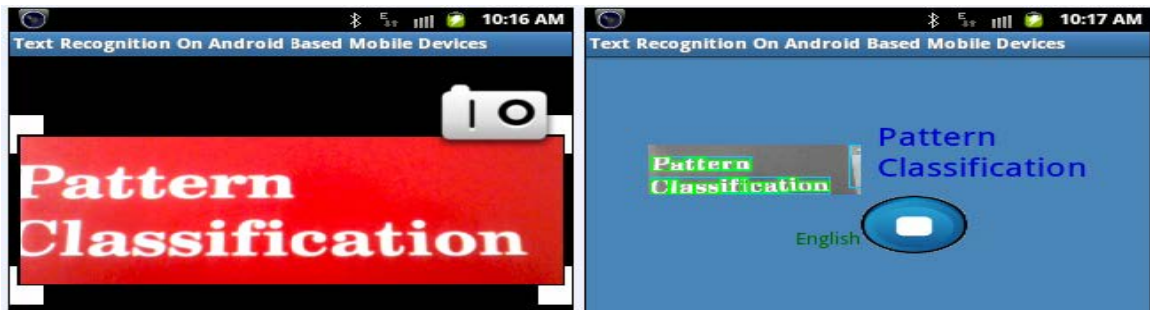 E 10:16 AM
Text Recognition On Android Based Mobile Devices
Pattern
Classification
E 10:17 AM
Text Recognition On Android Based Mobile Devices
Pattern
Classification
Pattern
Classification
English